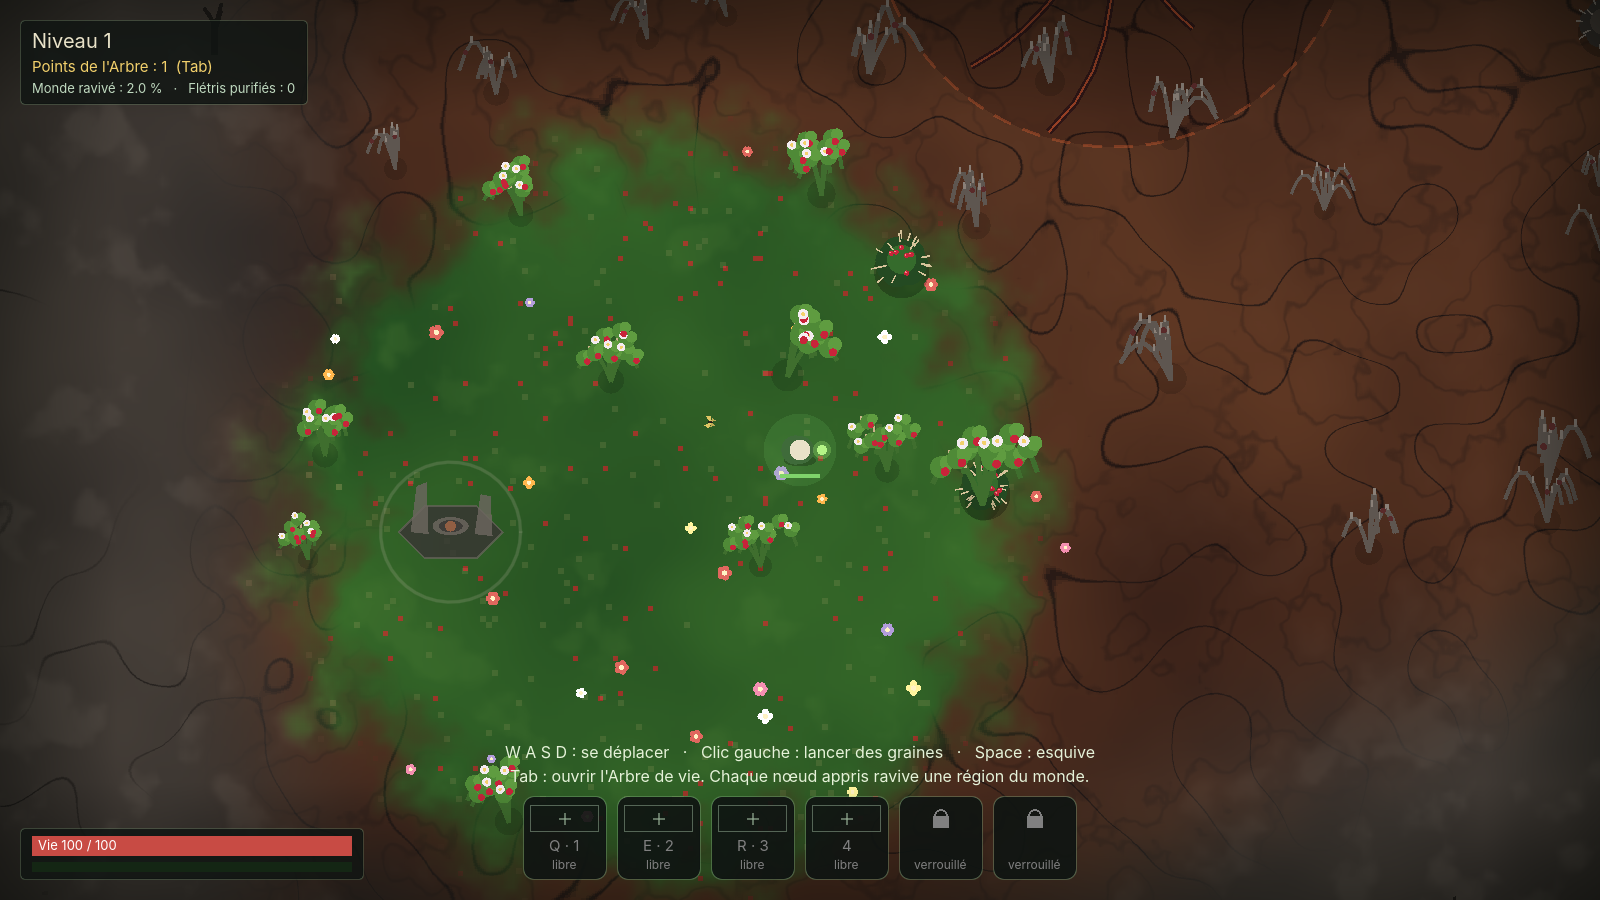 Niveau 1
Points de l'Arbre : 1 (Tab)
Monde ravivé : 2.0 % · Flétris purifiés : 0
W A S D : se déplacer · Clic gauche : lancer des graines · Space : esquive
Tab : ouvrir l'Arbre de vie. Chaque nœud appris ravive une région du monde.
Q · 1
libre
E · 2
libre
R · 3
libre
4
libre
verrouillé
verrouillé
Vie 100 / 100